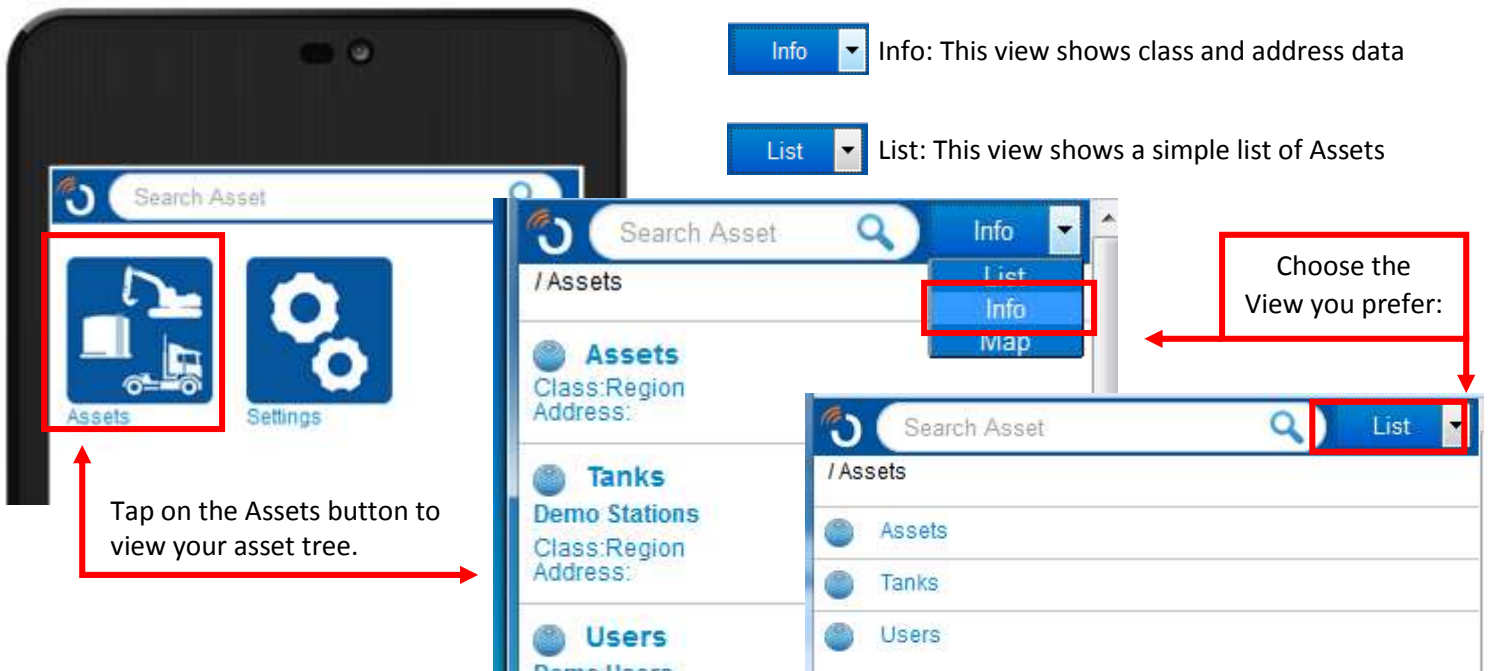 Info
Info: This view shows class and address data
List
List: This view shows a simple list of Assets
Search Asset
Assets
Settings
Tap on the Assets button to
view your asset tree.
Search Asset
Info
List
Info
Map
/ Assets
Assets
Class:Region
Address:
Tanks
Demo Stations
Class:Region
Address:
Users
Demo Users
Choose the
View you prefer:
Search Asset
List
/ Assets
Assets
Tanks
Users